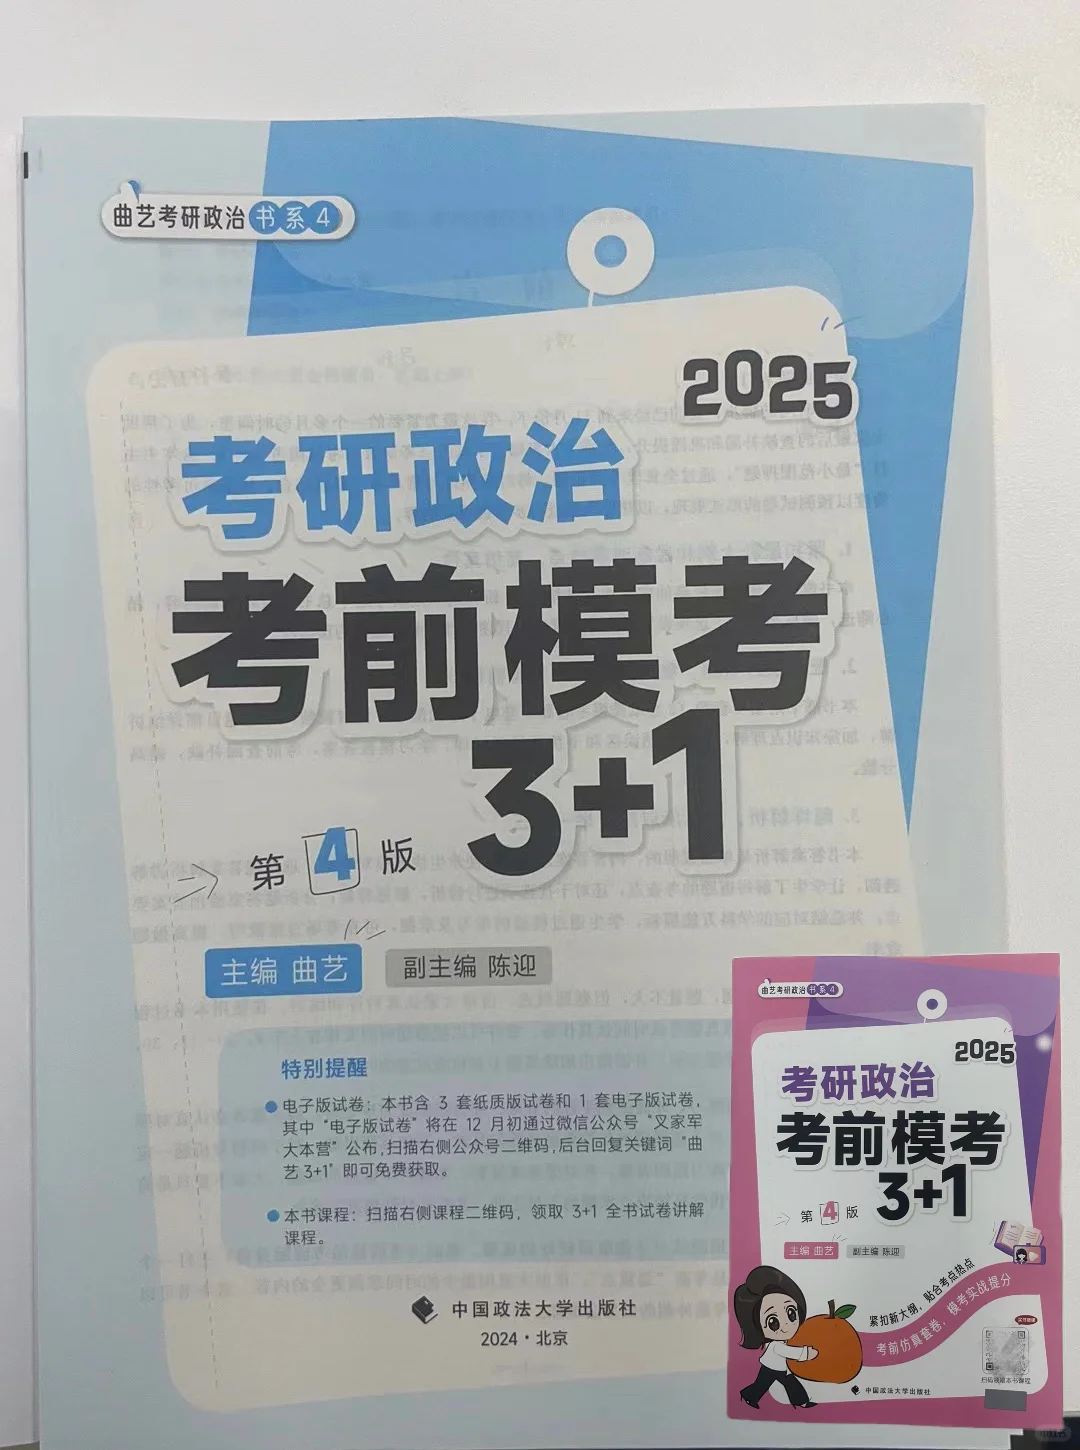 曲艺考研政治 书系4
2025
考研政治
考前模考
3+1
第4版
主编 曲艺 副主编 陈迎
特别提醒
电子版试卷：本书含 3 套纸质版试卷和 1 套电子版试卷，
其中“电子版试卷”将在 12 月初通过微信公众号“叉家军
大本营”公布，扫描右侧公众号二维码，后台回复关键词“曲
艺 3+1”即可免费获取。
本书课程：扫描右侧课程二维码，领取 3+1 全书试卷讲解
课程。
中国政法大学出版社
2024·北京
曲艺考研政治 书系4
2025
考研政治
考前模考
3+1
第4版
主编 曲艺 副主编 陈迎
紧扣新大纲，贴合考点热点
考前仿真套卷，模考实战提分
扫码领取本书课程
中国政法大学出版社